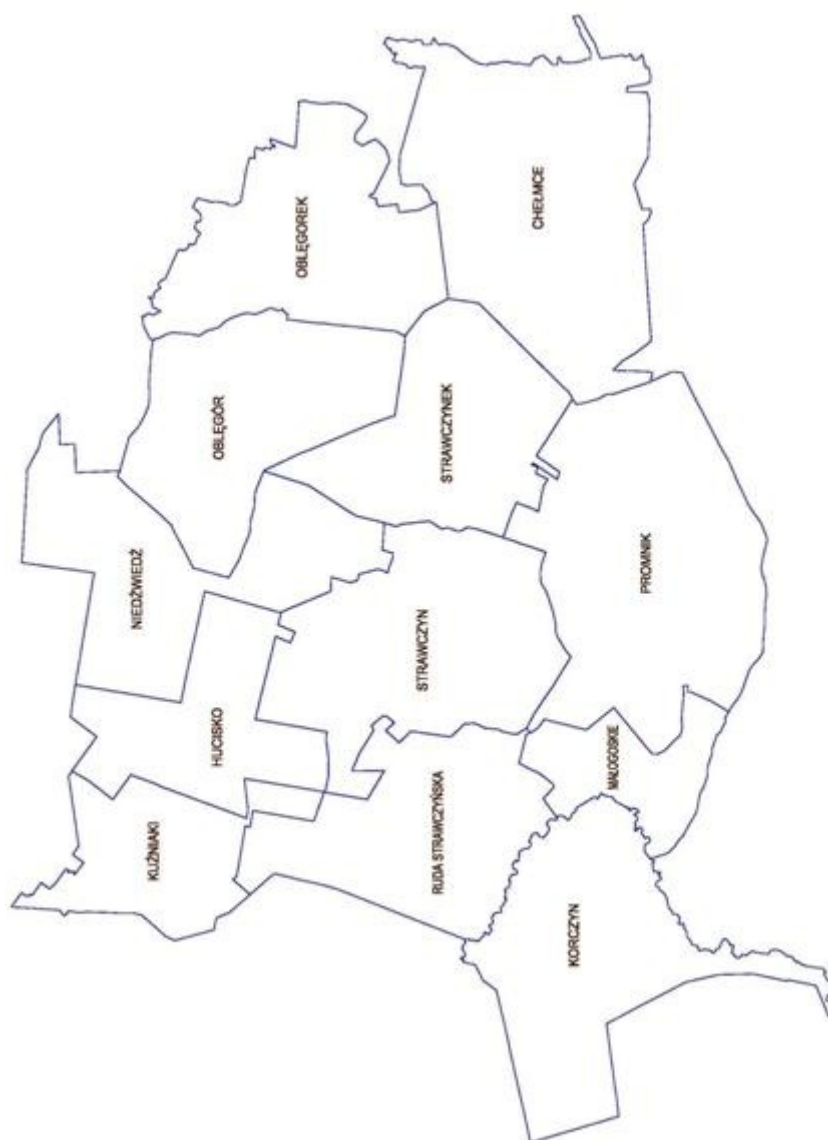 KUŹNIAKI
NIEDŹWIEDŹ
HUCISKO
OBLĘGÓR
OBLĘGOREK
RUDA STRAWCZYŃSKA
STRAWCZYN
STRAWCZYNEK
CHEŁMCE
KORCZYN
MAŁOGOSKIE
PROMNIK